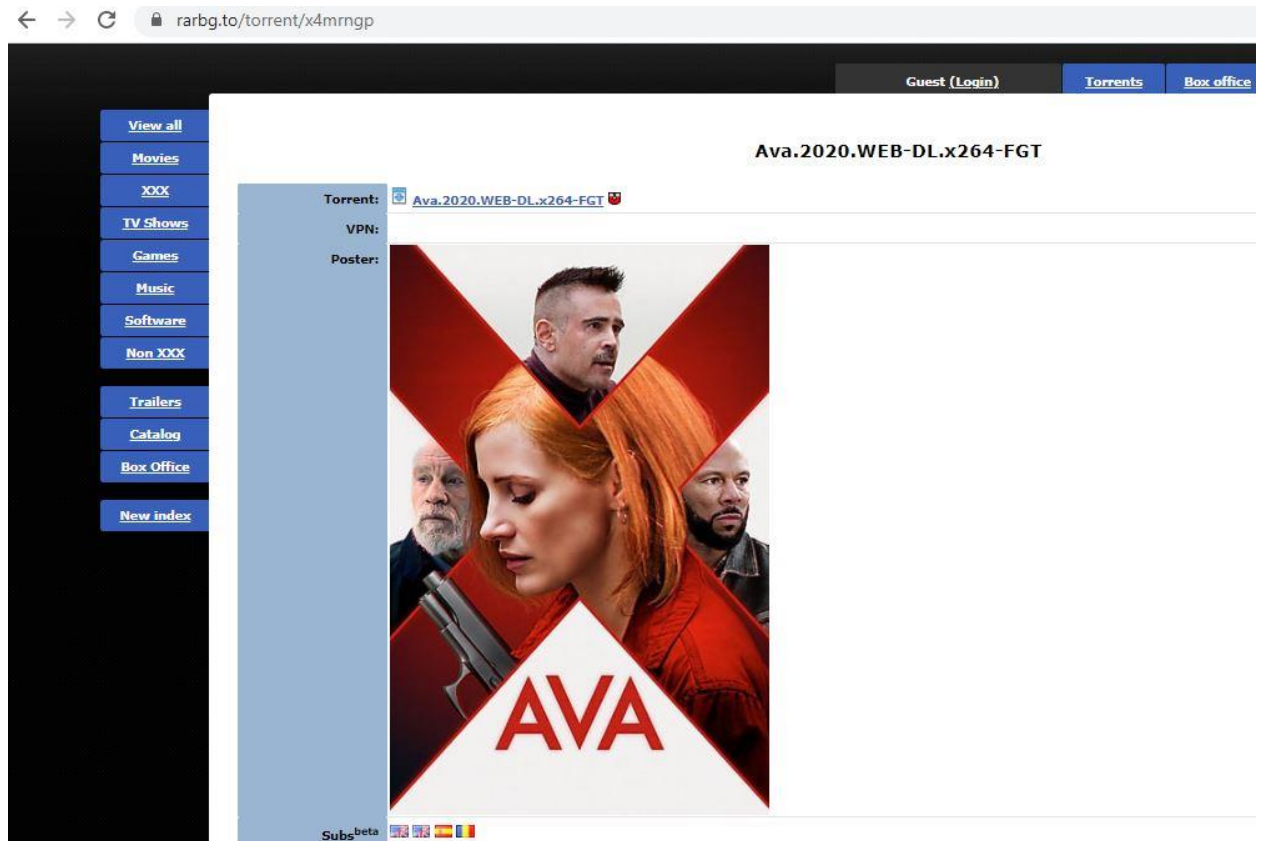 rarbg.to/torrent/x4mrngp
Guest (Login)
Torrents
Box office
View all
Movies
XXX
TV Shows
Games
Music
Software
Non XXX
Trailers
Catalog
Box Office
New index
Ava.2020.WEB-DL.x264-FGT
Torrent: Ava.2020.WEB-DL.x264-FGT
VPN:
Poster:
AVA
Subsbeta